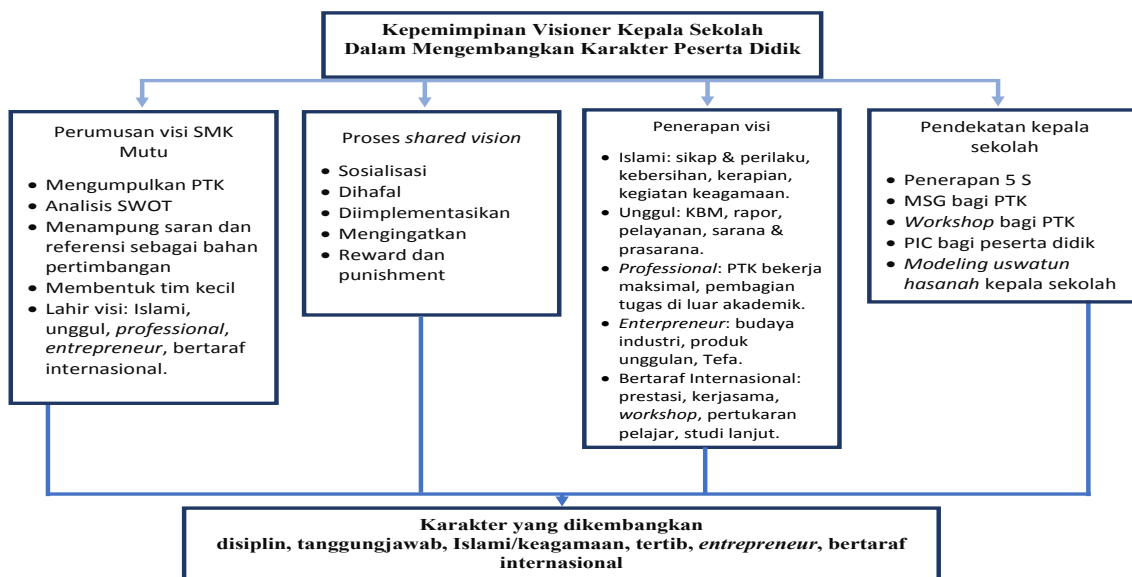 Kepemimpinan Visioner Kepala Sekolah
Dalam Mengembangkan Karakter Peserta Didik
Perumusan visi SMK
Mutu
• Mengumpulkan PTK
• Analisis SWOT
• Menampung saran dan
referensi sebagai bahan
pertimbangan
• Membentuk tim kecil
• Lahir visi: Islami,
unggul, professional,
entrepreneur, bertaraf
internasional.
Proses shared vision
• Sosialisasi
• Dihafal
• Diimplementasikan
• Mengingatkan
• Reward dan
punishment
Penerapan visi
• Islami: sikap & perilaku,
kebersihan, kerapian,
kegiatan keagamaan.
• Unggul: KBM, rapor,
pelayanan, sarana &
prasarana.
• Professional: PTK bekerja
maksimal, pembagian
tugas di luar akademik.
• Enterpreneur: budaya
industri, produk
unggulan, Tefa.
• Bertaraf Internasional:
prestasi, kerjasama,
workshop, pertukaran
pelajar, studi lanjut.
Pendekatan kepala
sekolah
• Penerapan 5 S
• MSG bagi PTK
• Workshop bagi PTK
• PIC bagi peserta didik
• Modeling uswatun
hasanah kepala sekolah
Karakter yang dikembangkan
disiplin, tanggungjawab, Islami/keagamaan, tertib, entrepreneur, bertaraf
internasional